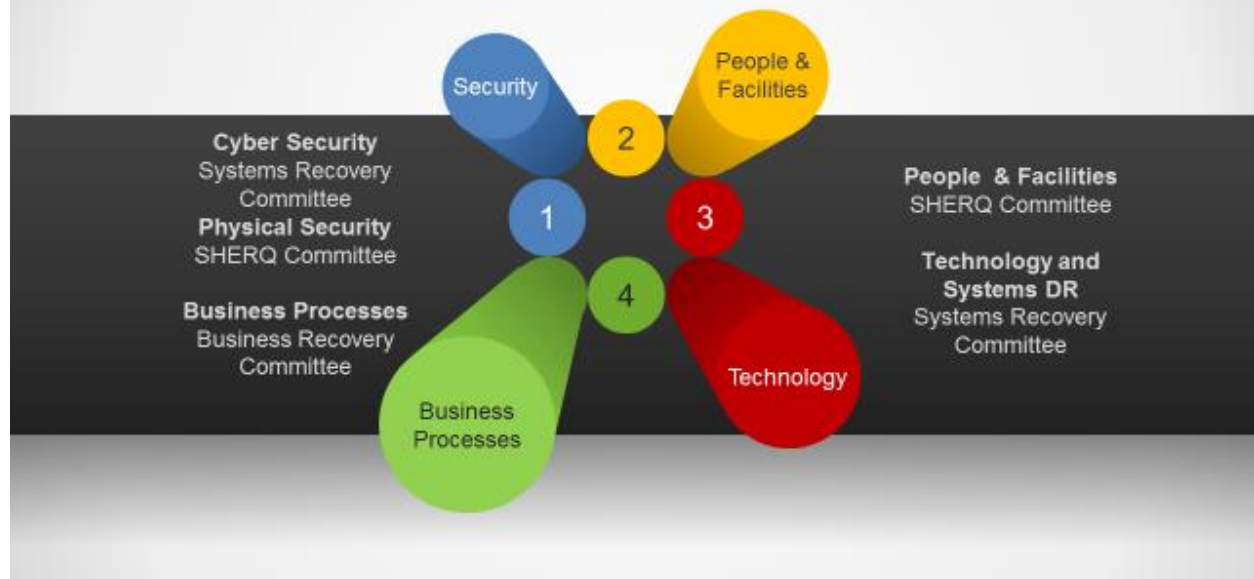 Security
People &
Facilities
2
Cyber Security
Systems Recovery
Committee
Physical Security
SHERQ Committee
Business Processes
Business Recovery
Committee
1
3
4
People & Facilities
SHERQ Committee
Technology and
Systems DR
Systems Recovery
Committee
Technology
Business
Processes